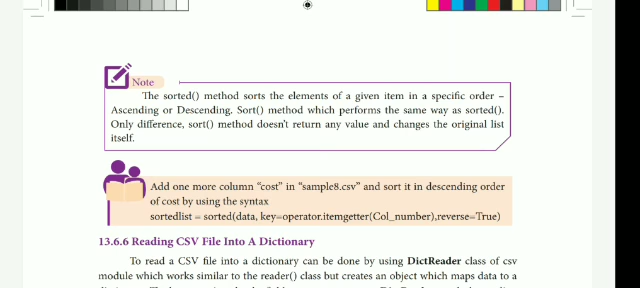 Note
The sorted() method sorts the elements of a given item in a specific order –
Ascending or Descending. Sort() method which performs the same way as sorted().
Only difference, sort() method doesn't return any value and changes the original list
itself.
Add one more column “cost” in “sample8.csv” and sort it in descending order
of cost by using the syntax
sortedlist = sorted(data, key=operator.itemgetter(Col_number),reverse=True)
13.6.6 Reading CSV File Into A Dictionary
To read a CSV file into a dictionary can be done by using DictReader class of csv
module which works similar to the reader() class but creates an object which maps data to a